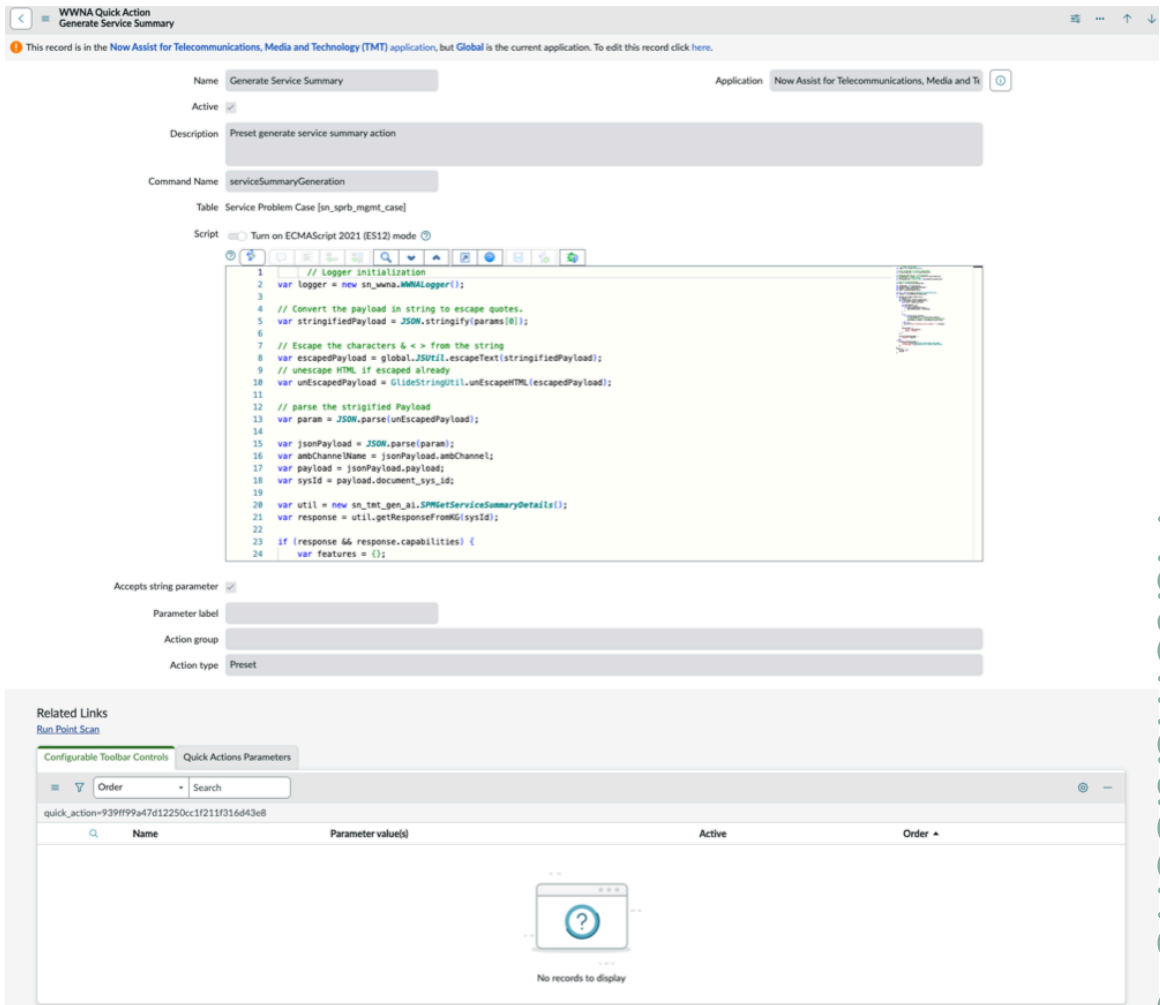 WWNA Quick Action
Generate Service Summary
This record is in the Now Assist for Telecommunications, Media and Technology (TMT) application, but Global is the current application. To edit this record click here.
Name Generate Service Summary Application Now Assist for Telecommunications, Media and Te
Active
Description Preset generate service summary action
Command Name serviceSummaryGeneration
Table Service Problem Case [sn_sprb_mgmt_case]
Script Turn on ECMAScript 2021 (ES12) mode
1 // Logger initialization
2 var logger = new sn_wwna.WWNALogger();
3
4 // Convert the payload in string to escape quotes.
5 var stringifiedPayload = JSON.stringify(params[0]);
6
7 // Escape the characters & < > from the string
8 var escapedPayload = global.JSUtil.escapeText(stringifiedPayload);
9 // unescape HTML if escaped already
10 var unEscapedPayload = GlideStringUtil.unEscapeHTML(escapedPayload);
11
12 // parse the strigified Payload
13 var param = JSON.parse(unEscapedPayload);
14
15 var jsonPayload = JSON.parse(param);
16 var ambChannelName = jsonPayload.ambChannel;
17 var payload = jsonPayload.payload;
18 var sysId = payload.document_sys_id;
19
20 var util = new sn_tmt_gen_ai.SPMGetServiceSummaryDetails();
21 var response = util.getResponseFromKG(sysId);
22
23 if (response && response.capabilities) {
24 var features = {};
Accepts string parameter
Parameter label
Action group
Action type Preset
Related Links
Run Point Scan
Configurable Toolbar Controls Quick Actions Parameters
Order Search
quick_action=939ff99a47d12250cc1f211f316d43e8
Name Parameter value(s) Active Order
No records to display